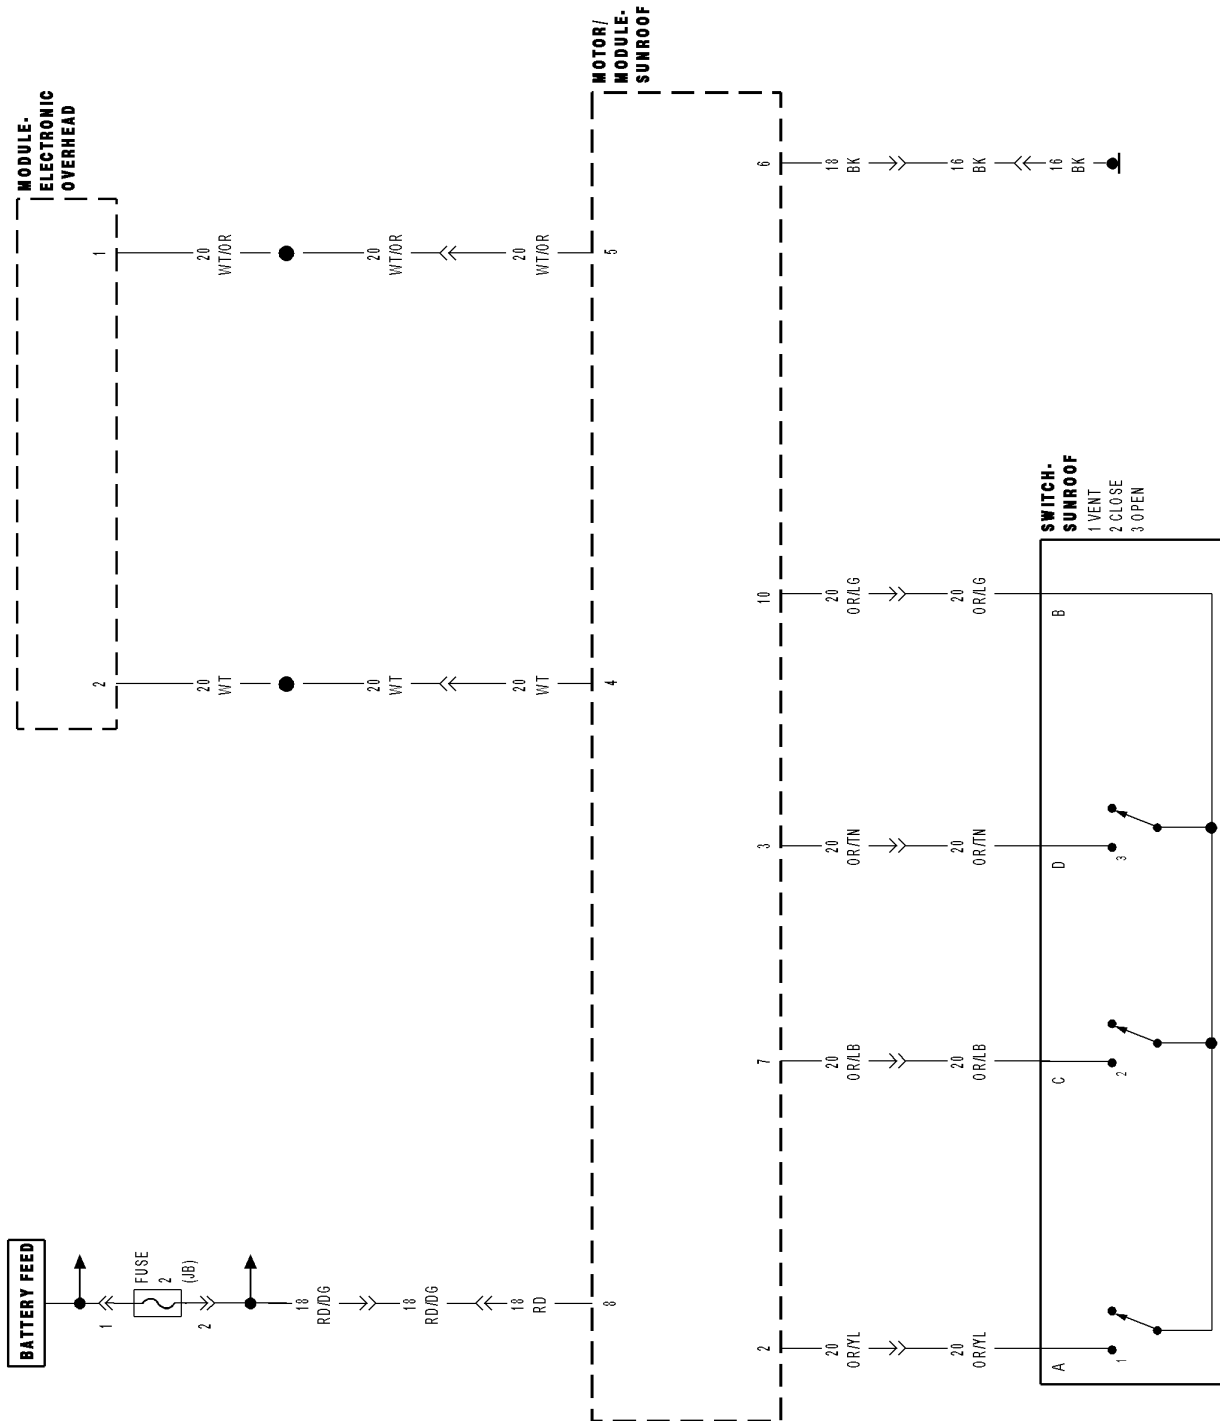 BATTERY FEED
1
FUSE
2
(JB)
2
18
RD/DG
18
RD/DG
18
RD
8
MODULE-
ELECTRONIC
OVERHEAD
2
1
20
WT
20
WT
20
WT
4
20
WT/OR
20
WT/OR
20
WT/OR
5
MOTOR/
MODULE-
SUNROOF
2
7
3
10
6
20
OR/YL
20
OR/YL
A
20
OR/LB
20
OR/LB
C
20
OR/TN
20
OR/TN
D
20
OR/LG
20
OR/LG
B
18
BK
16
BK
16
BK
SWITCH-
SUNROOF
1 VENT
2 CLOSE
3 OPEN
1
2
3